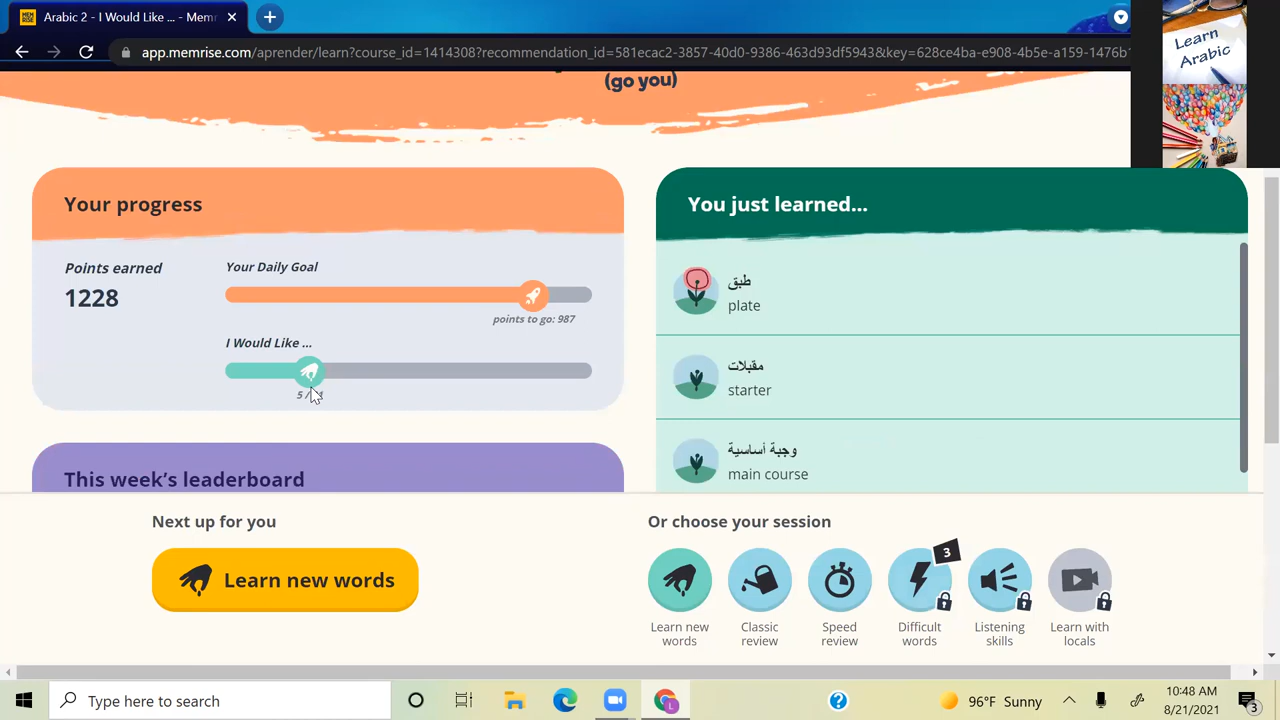 Arabic 2 - I Would Like ... - Mem
app.memrise.com/aprender/learn?course_id=1414308?recommendation_id=581ecac2-3857-40d0-9386-463d93df5943&key=628ce4ba-e908-4b5e-a159-1476b1
Learn
Arabic
(go you)
Your progress
Points earned
1228
Your Daily Goal
points to go: 987
I Would Like ...
5 /
This week's leaderboard
You just learned...
طبق
plate
مقبلات
starter
وجبة أساسية
main course
Next up for you
Learn new words
Or choose your session
3
Learn new
words
Classic
review
Speed
review
Difficult
words
Listening
skills
Learn with
locals
Type here to search
96°F Sunny
10:48 AM
8/21/2021
3